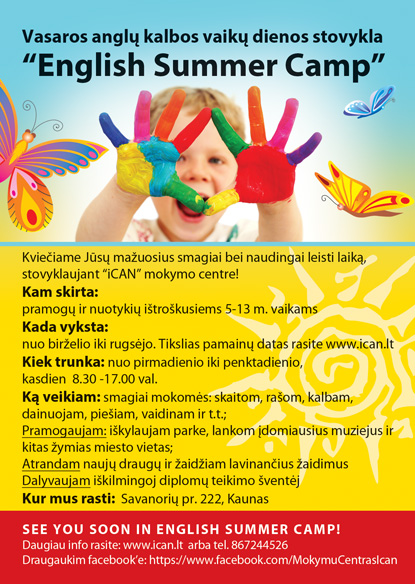 Vasaros anglų kalbos vaikų dienos stovykla
“English Summer Camp”
Kviečiame Jūsų mažuosius smagiai bei naudingai leisti laiką,
stovyklaujant “iCAN” mokymo centre!
Kam skirta:
pramogų ir nuotykių ištroškusiems 5-13 m. vaikams
Kada vyksta:
nuo birželio iki rugsėjo. Tikslias pamainų datas rasite www.ican.lt
Kiek trunka: nuo pirmadienio iki penktadienio,
kasdien 8.30 -17.00 val.
Ką veikiam: smagiai mokomės: skaitom, rašom, kalbam,
dainuojam, piešiam, vaidinam ir t.t.;
Pramogaujam: iškylaujam parke, lankom įdomiausius muziejus ir
kitas žymias miesto vietas;
Atrandam naujų draugų ir žaidžiam lavinančius žaidimus
Dalyvaujam iškilmingoj diplomų teikimo šventėj
Kur mus rasti: Savanorių pr. 222, Kaunas
SEE YOU SOON IN ENGLISH SUMMER CAMP!
Daugiau info rasite: www.ican.lt arba tel. 867244526
Draugaukim facebook’e: https://www.facebook.com/MokymuCentrasIcan